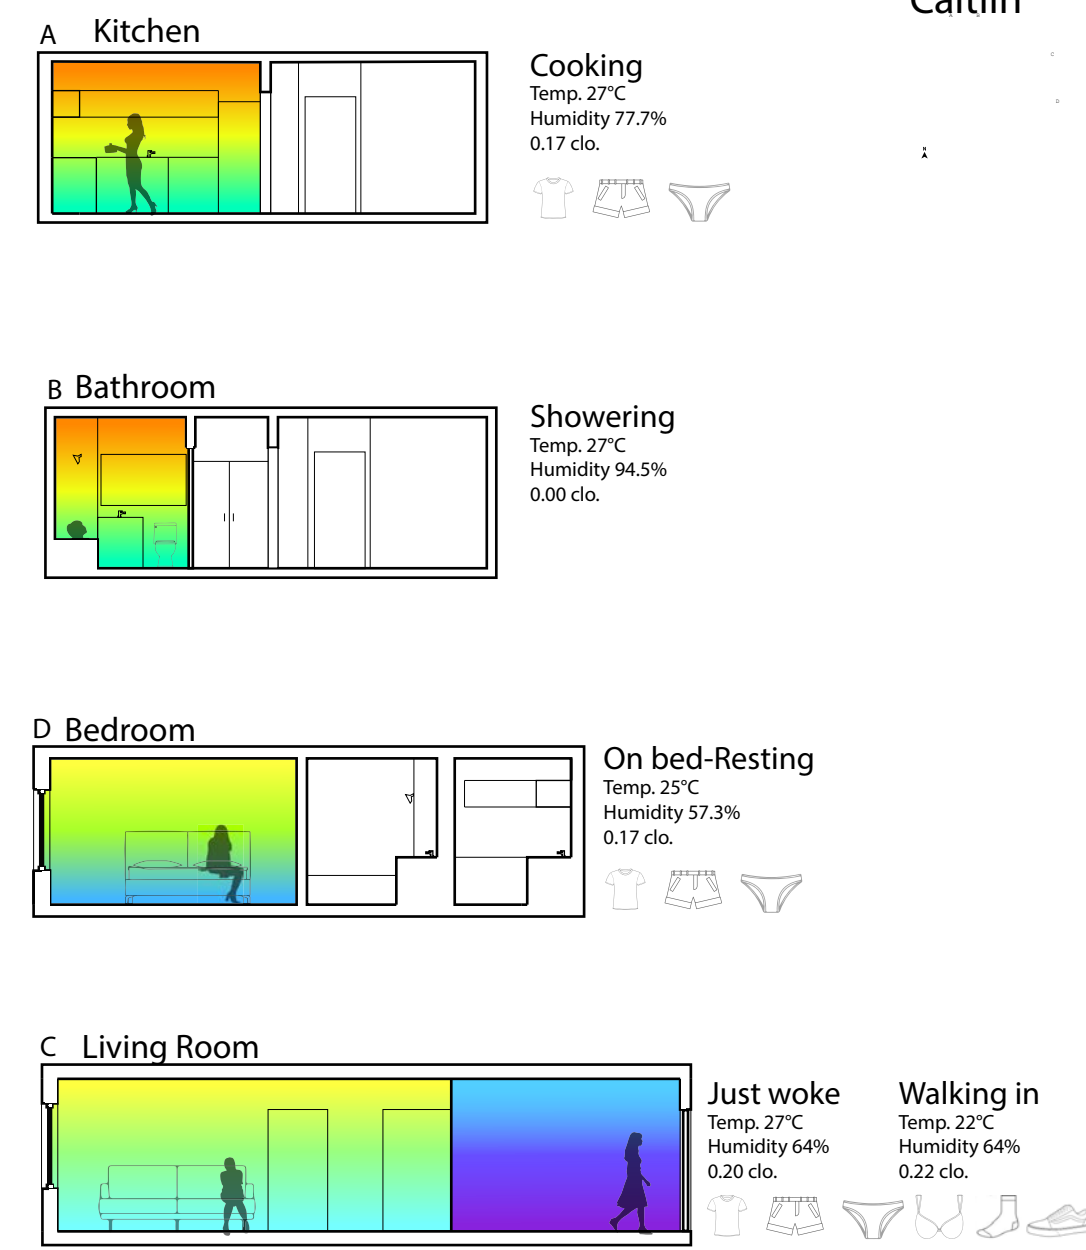 Caitlin
A Kitchen
Cooking
Temp. 27°C
Humidity 77.7%
0.17 clo.
N
B Bathroom
Showering
Temp. 27°C
Humidity 94.5%
0.00 clo.
D Bedroom
On bed-Resting
Temp. 25°C
Humidity 57.3%
0.17 clo.
C Living Room
Just woke
Temp. 27°C
Humidity 64%
0.20 clo.
Walking in
Temp. 22°C
Humidity 64%
0.22 clo.